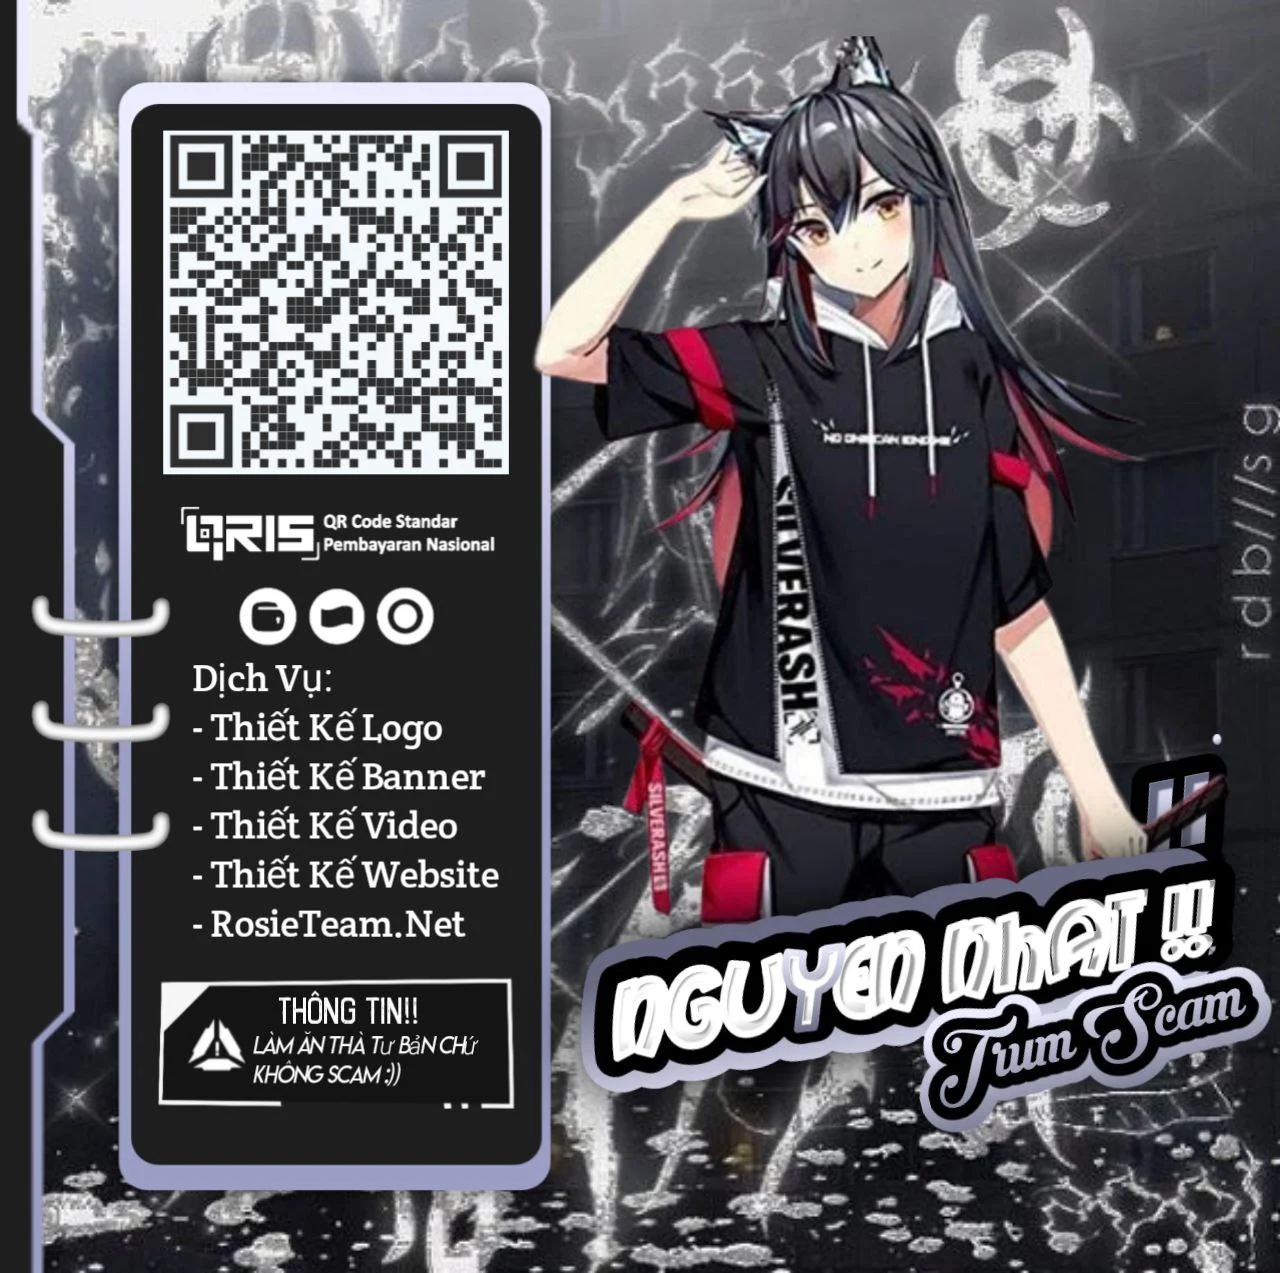 QRIS
QR Code Standar
Pembayaran Nasional
Dịch Vụ:
- Thiết Kế Logo
- Thiết Kế Banner
- Thiết Kế Video
- Thiết Kế Website
- RosieTeam.Net
THÔNG TIN!!
LÀM ĂN THÀ TƯ BẢN CHỨ
KHÔNG SCAM :))
SILVERASH
SILVERASH
rdb///sg
NGUYEN NHAT !!
Trum Scam